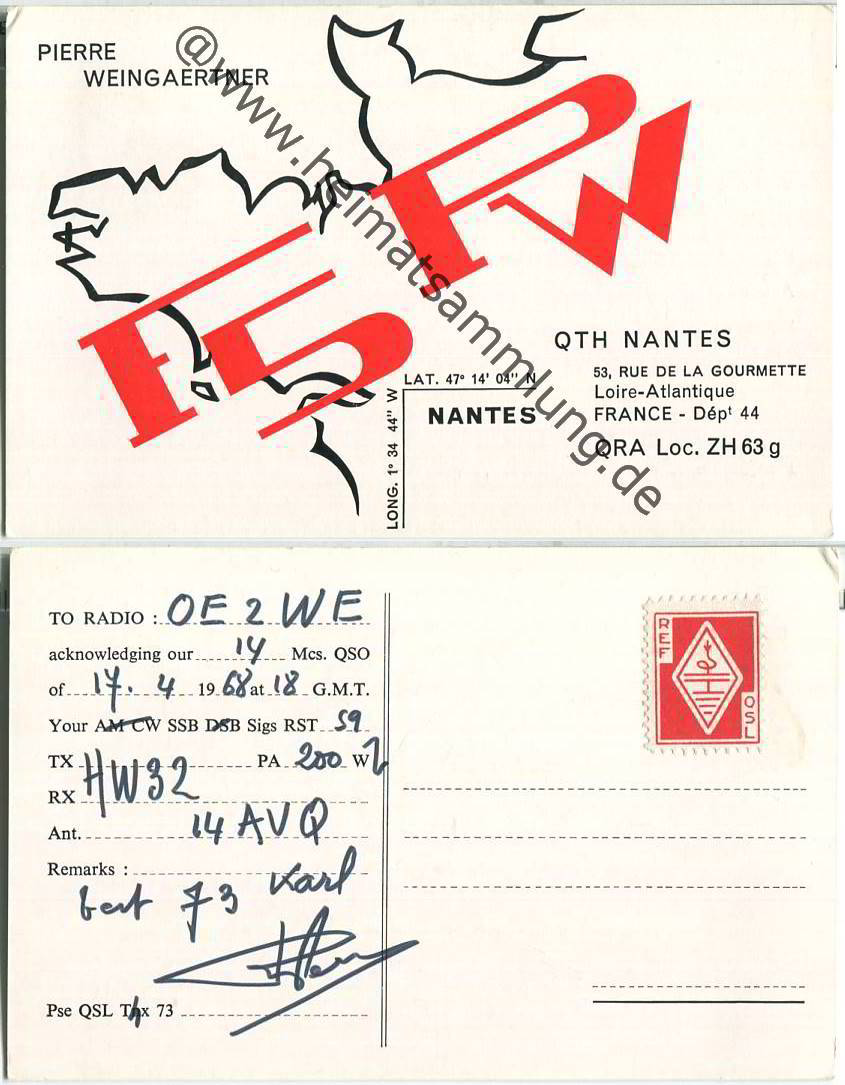 PIERRE
WEINGAERTNER
F5PW
@www.heimatsammlung.de
QTH NANTES
53, RUE DE LA GOURMETTE
Loire-Atlantique
FRANCE - Dépt 44
QRA Loc. ZH 63 g
LAT. 47° 14' 04" N
NANTES
LONG. 1° 34 44" W
TO RADIO : OE 2 WE
acknowledging our 14 Mcs. QSO
of 17. 4 1968 at 18 G.M.T.
Your AM CW SSB DSB Sigs RST 59
TX PA 200 W
HW32
RX
Ant. 14 AVQ
Remarks :
best 73 Karl
Pse QSL Tnx 73
REF
QSL